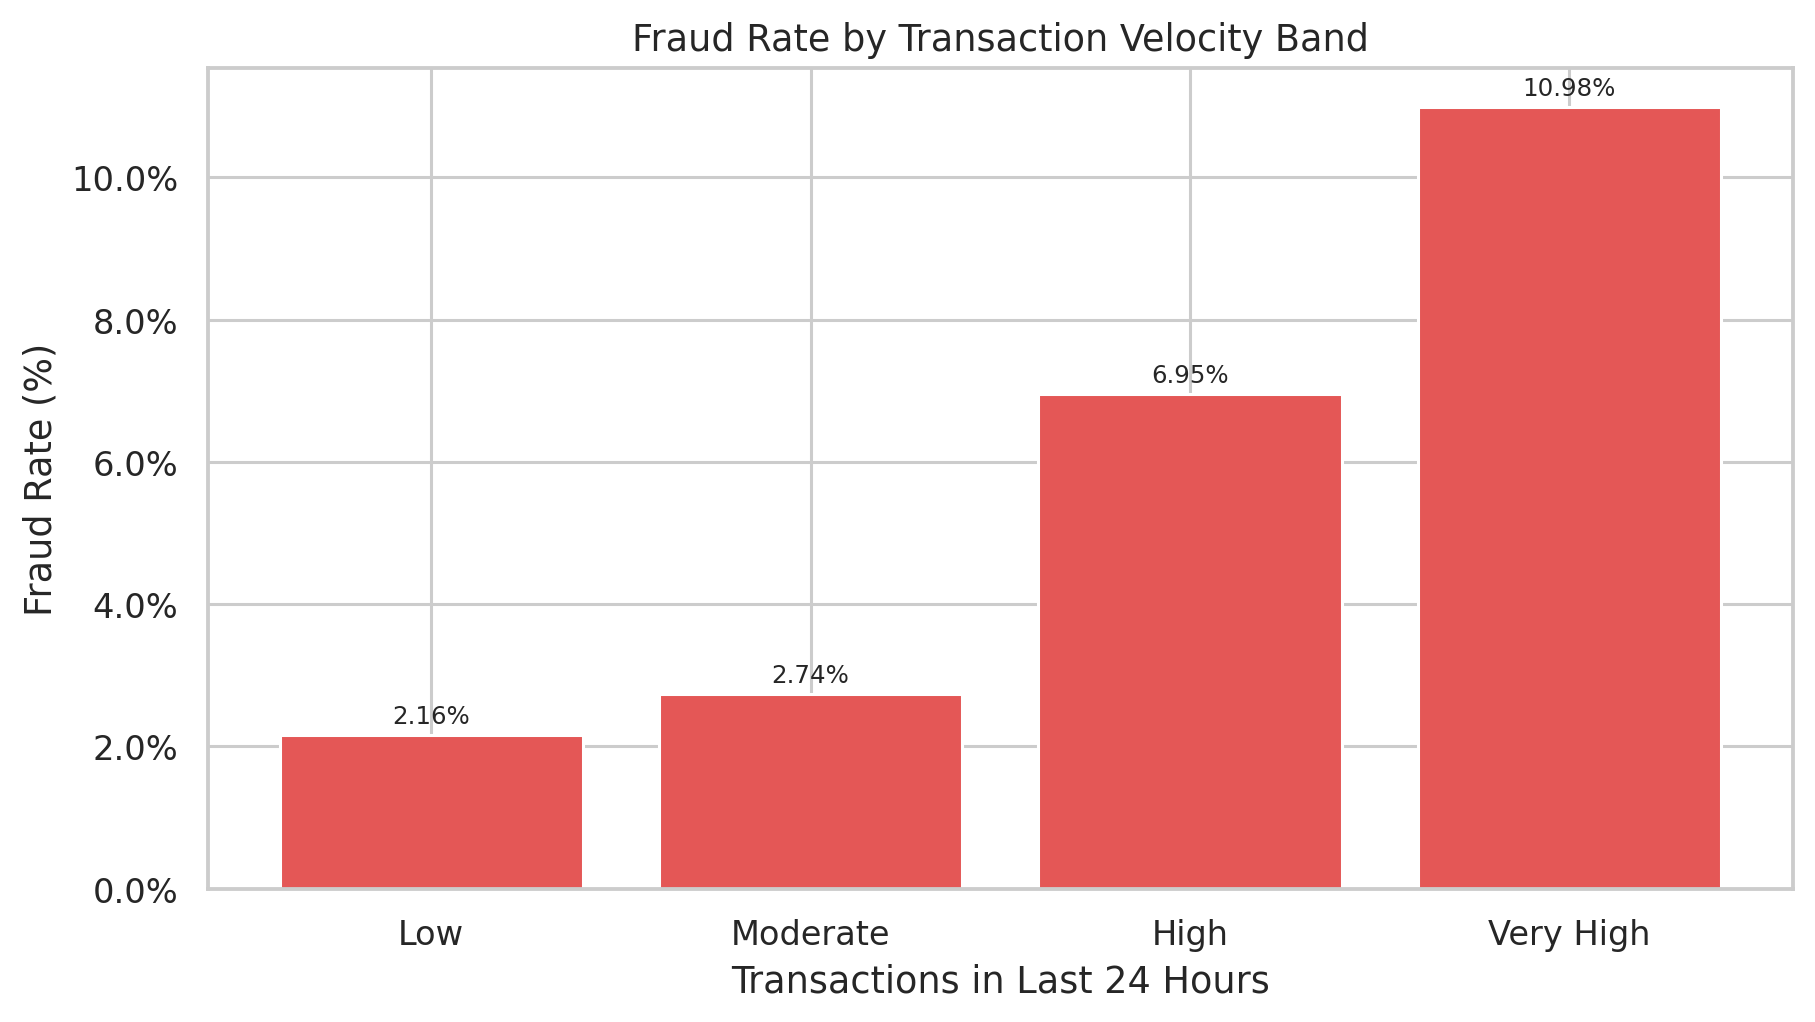 Fraud Rate by Transaction Velocity Band
Fraud Rate (%)
10.0%
8.0%
6.0%
4.0%
2.0%
0.0%
2.16%
2.74%
6.95%
10.98%
Low
Moderate
High
Very High
Transactions in Last 24 Hours